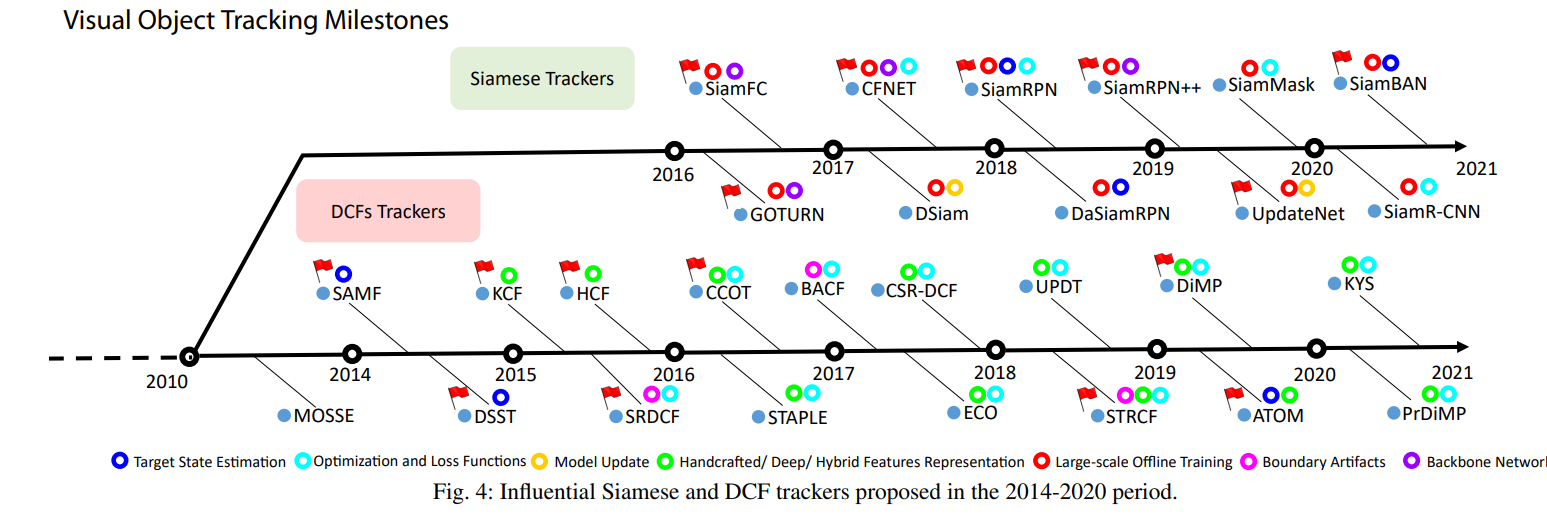 Visual Object Tracking Milestones
Siamese Trackers
SiamFC
CFNET
SiamRPN
SiamRPN++
SiamMask
SiamBAN
2016
2017
2018
2019
2020
2021
GOTURN
DSiam
DaSiamRPN
UpdateNet
SiamR-CNN
DCFs Trackers
SAMF
KCF
HCF
CCOT
BACF
CSR-DCF
UPDT
DiMP
KYS
2010
2014
2015
2016
2017
2018
2019
2020
2021
MOSSE
DSST
SRDCF
STAPLE
ECO
STRCF
ATOM
PrDiMP
Target State Estimation Optimization and Loss Functions Model Update Handcrafted/ Deep/ Hybrid Features Representation Large-scale Offline Training Boundary Artifacts Backbone Networ
Fig. 4: Influential Siamese and DCF trackers proposed in the 2014-2020 period.